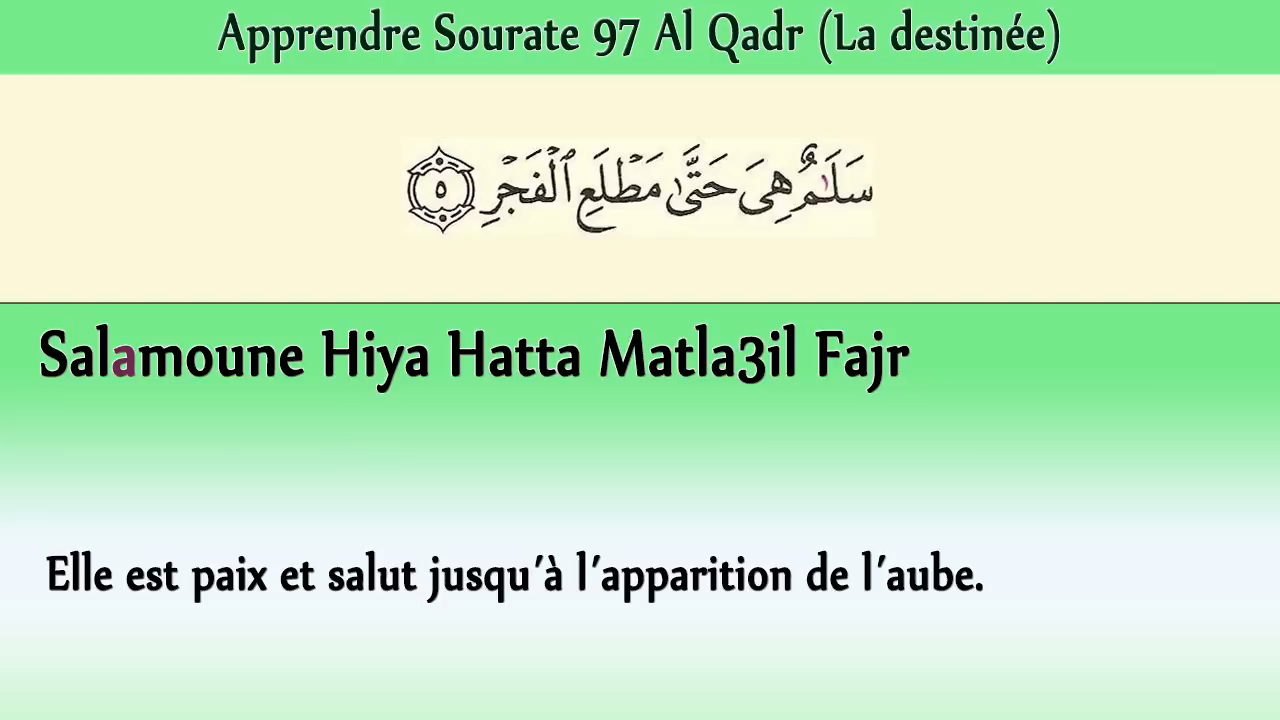 Apprendre Sourate 97 Al Qadr (La destinée)
سَلَـٰمٌ هِىَ حَتَّىٰ مَطْلَعِ ٱلْفَجْرِ ٥
Salamoune Hiya Hatta Matla3il Fajr
Elle est paix et salut jusqu´à l´apparition de l´aube.